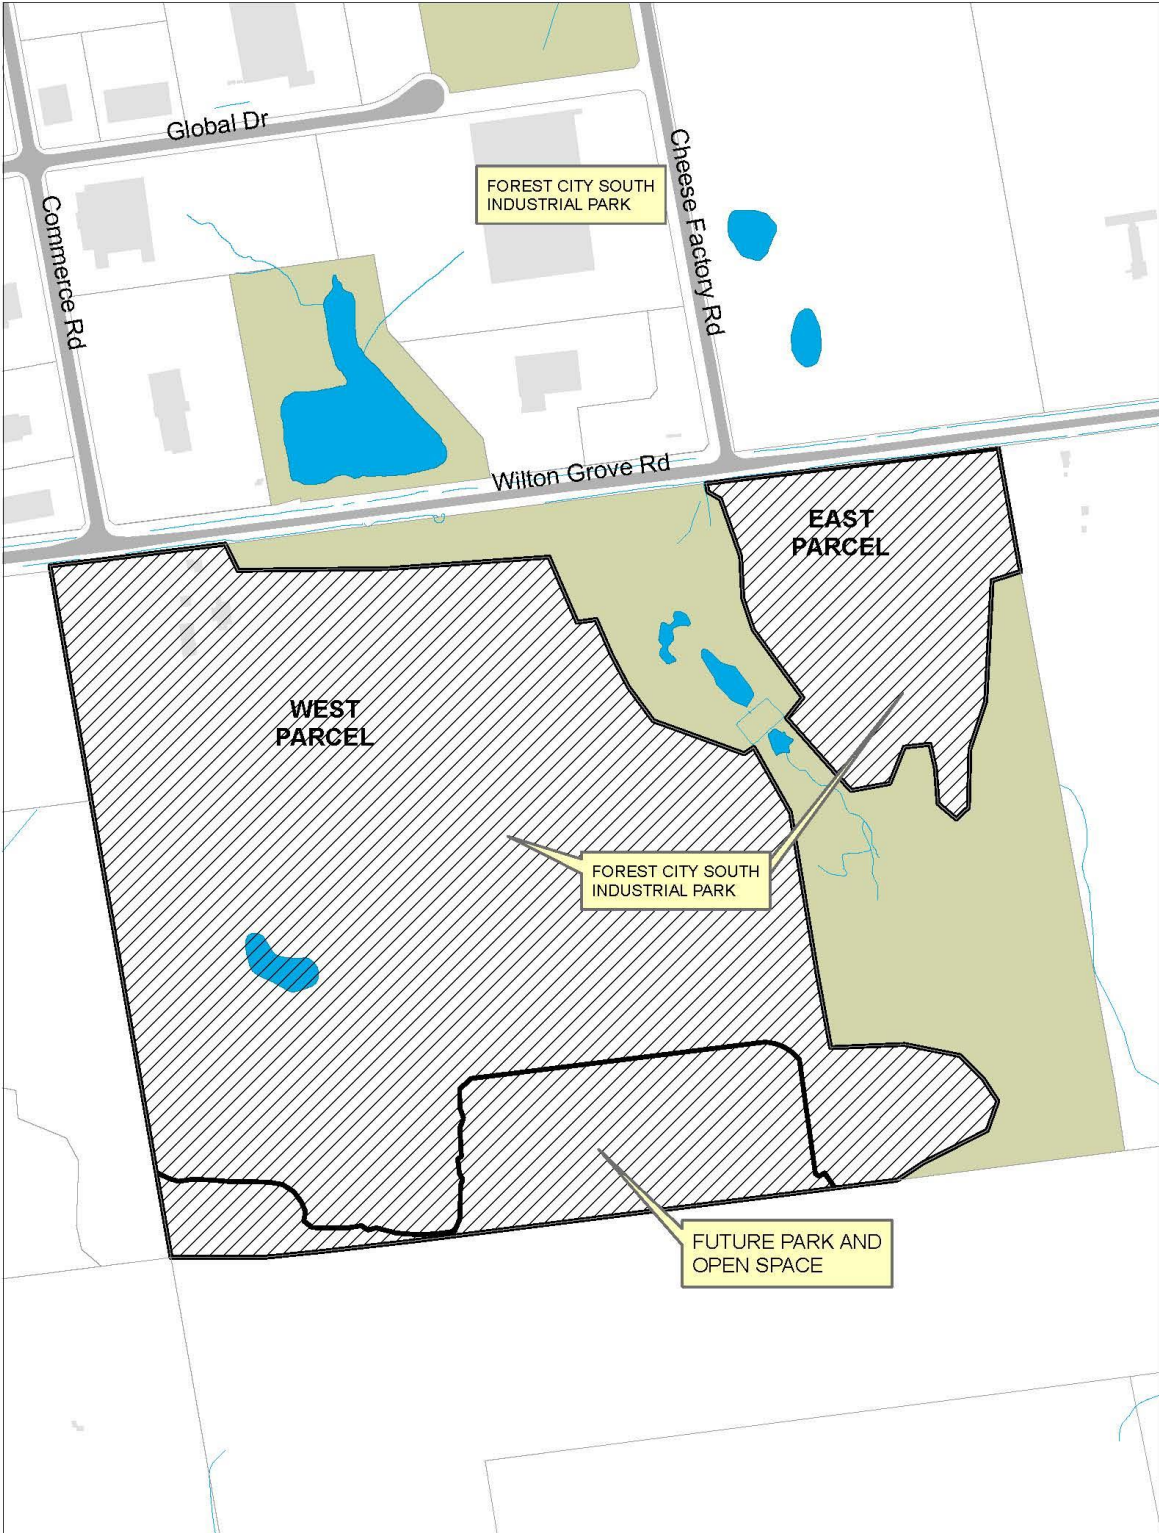 Global Dr
Cheese Factory Rd
FOREST CITY SOUTH
INDUSTRIAL PARK
Commerce Rd
Wilton Grove Rd
EAST
PARCEL
WEST
PARCEL
FOREST CITY SOUTH
INDUSTRIAL PARK
FUTURE PARK AND
OPEN SPACE